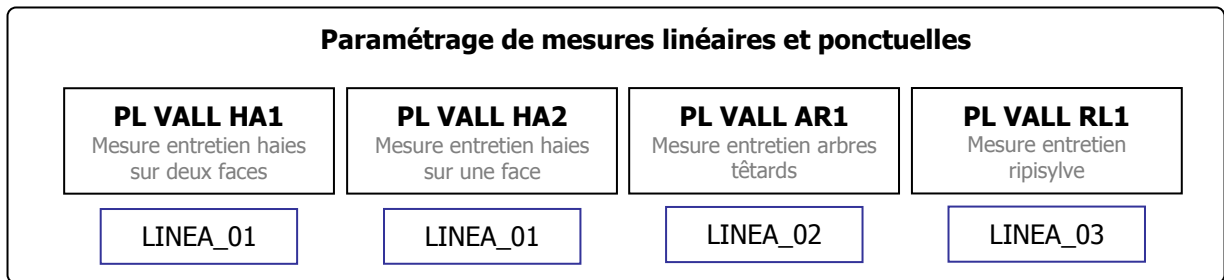 Paramétrage de mesures linéaires et ponctuelles
PL VALL HA1
Mesure entretien haies
sur deux faces
LINEA_01
PL VALL HA2
Mesure entretien haies
sur une face
LINEA_01
PL VALL AR1
Mesure entretien arbres
têtards
LINEA_02
PL VALL RL1
Mesure entretien
ripisylve
LINEA_03